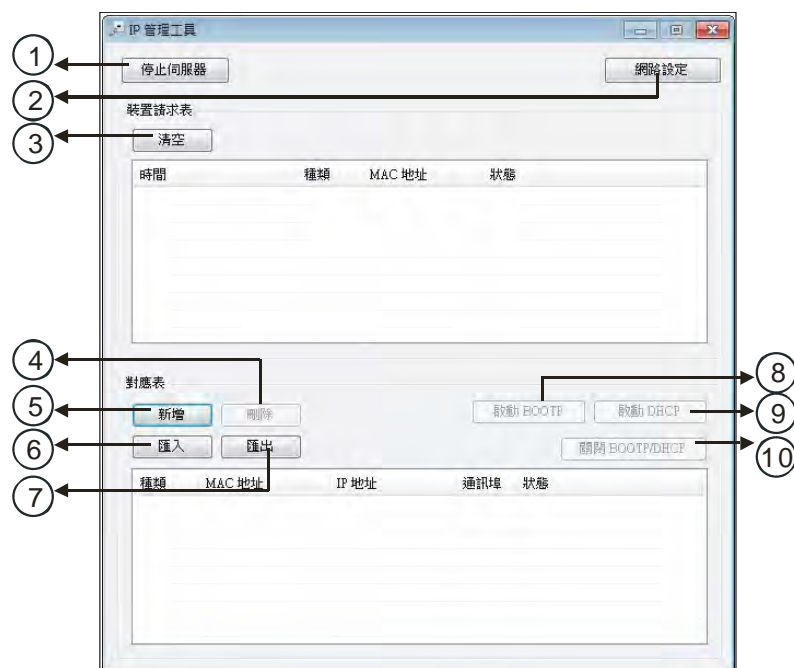 IP 管理工具
① 停止伺服器 網路設定
②
裝置請求表
③ 清空
時間 種類 MAC 地址 狀態
④ ⑧
對應表
⑤ 新增 刪除 啟動 BOOTP 啟動 DHCP ⑨
⑥ 匯入 匯出 關閉 BOOTP/DHCP ⑩
⑦
種類 MAC 地址 IP 地址 通訊埠 狀態